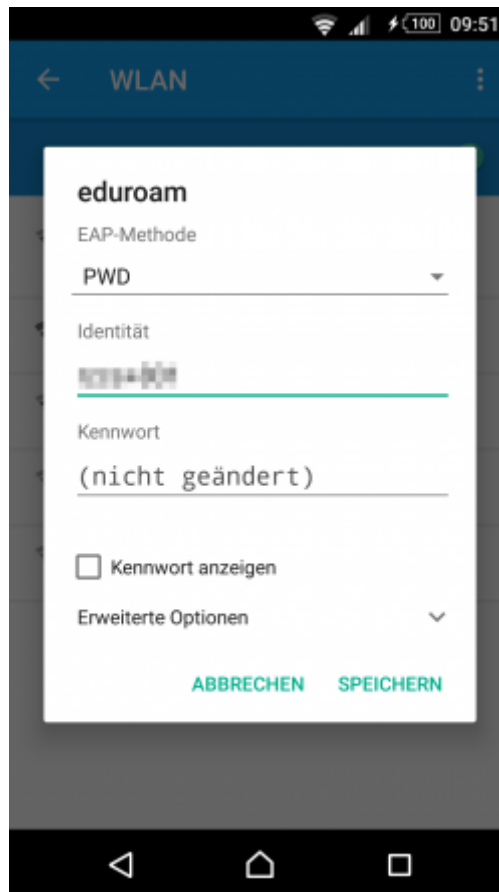 100 09:51
WLAN
eduroam
EAP-Methode
PWD
Identität
Kennwort
(nicht geändert)
Kennwort anzeigen
Erweiterte Optionen
ABBRECHEN SPEICHERN